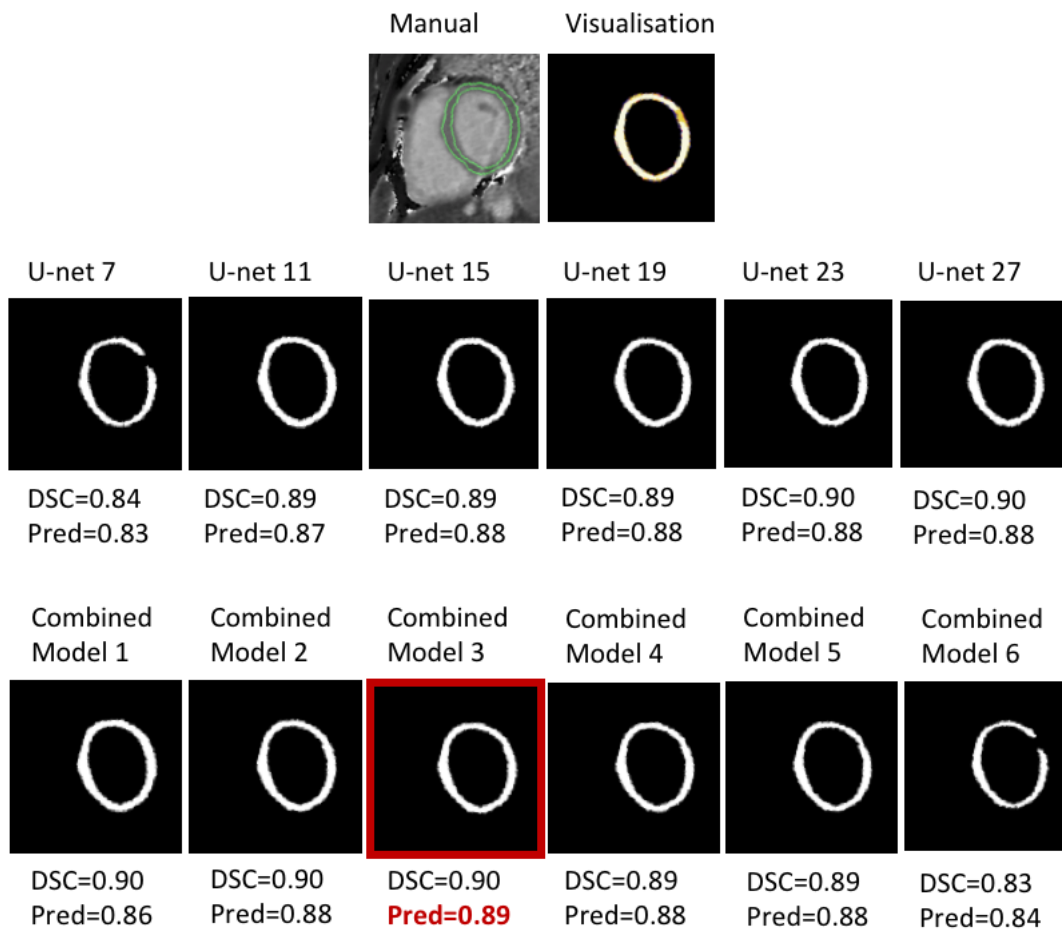 Manual Visualisation
U-net 7 U-net 11 U-net 15 U-net 19 U-net 23 U-net 27
DSC=0.84 DSC=0.89 DSC=0.89 DSC=0.89 DSC=0.90 DSC=0.90
Pred=0.83 Pred=0.87 Pred=0.88 Pred=0.88 Pred=0.88 Pred=0.88
Combined Combined Combined Combined Combined Combined
Model 1 Model 2 Model 3 Model 4 Model 5 Model 6
DSC=0.90 DSC=0.90 DSC=0.90 DSC=0.89 DSC=0.89 DSC=0.83
Pred=0.86 Pred=0.88 Pred=0.89 Pred=0.88 Pred=0.88 Pred=0.84